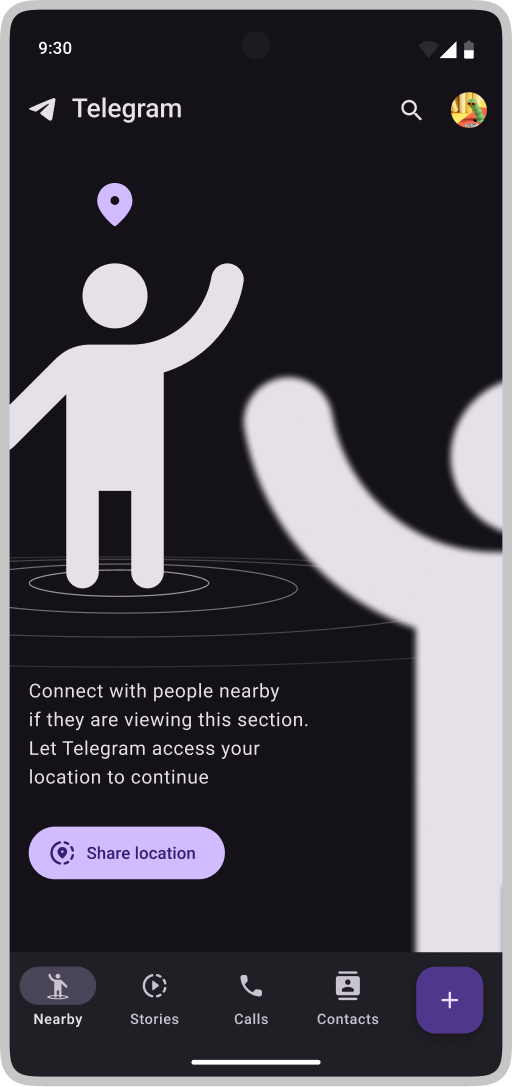 9:30
Telegram
Connect with people nearby
if they are viewing this section.
Let Telegram access your
location to continue
Share location
Nearby
Stories
Calls
Contacts